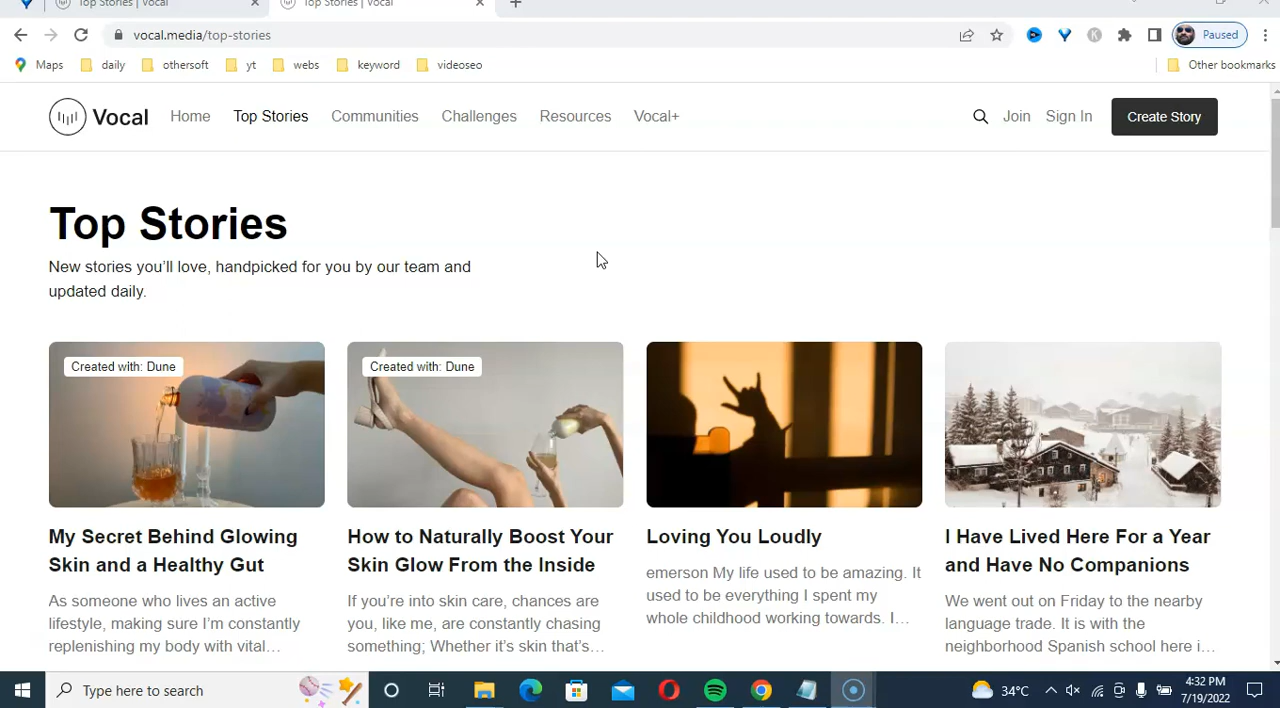 Top Stories | Vocal
Top Stories | Vocal
vocal.media/top-stories
Paused
Maps
daily
othersoft
yt
webs
keyword
videoseo
Other bookmarks
Vocal
Home
Top Stories
Communities
Challenges
Resources
Vocal+
Join
Sign In
Create Story
Top Stories
New stories you'll love, handpicked for you by our team and
updated daily.
Created with: Dune
My Secret Behind Glowing
Skin and a Healthy Gut
As someone who lives an active
lifestyle, making sure I'm constantly
replenishing my body with vital…
Created with: Dune
How to Naturally Boost Your
Skin Glow From the Inside
If you're into skin care, chances are
you, like me, are constantly chasing
something; Whether it's skin that's…
Loving You Loudly
emerson My life used to be amazing. It
used to be everything I spent my
whole childhood working towards. I…
I Have Lived Here For a Year
and Have No Companions
We went out on Friday to the nearby
language trade. It is with the
neighborhood Spanish school here i…
Type here to search
34°C
4:32 PM
7/19/2022